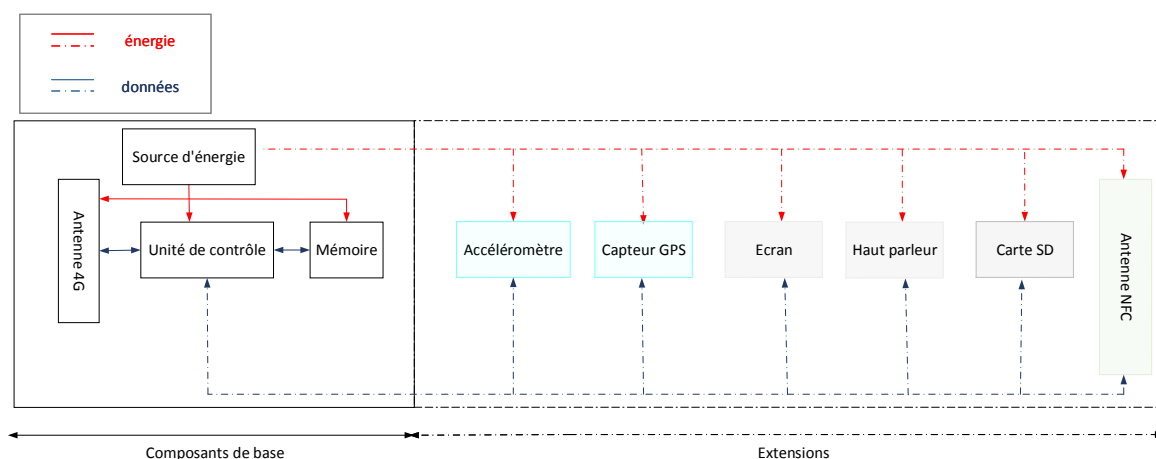 énergie
données
Source d'énergie
Antenne 4G
Unité de contrôle
Mémoire
Accéléromètre
Capteur GPS
Ecran
Haut parleur
Carte SD
Antenne NFC
Composants de base
Extensions